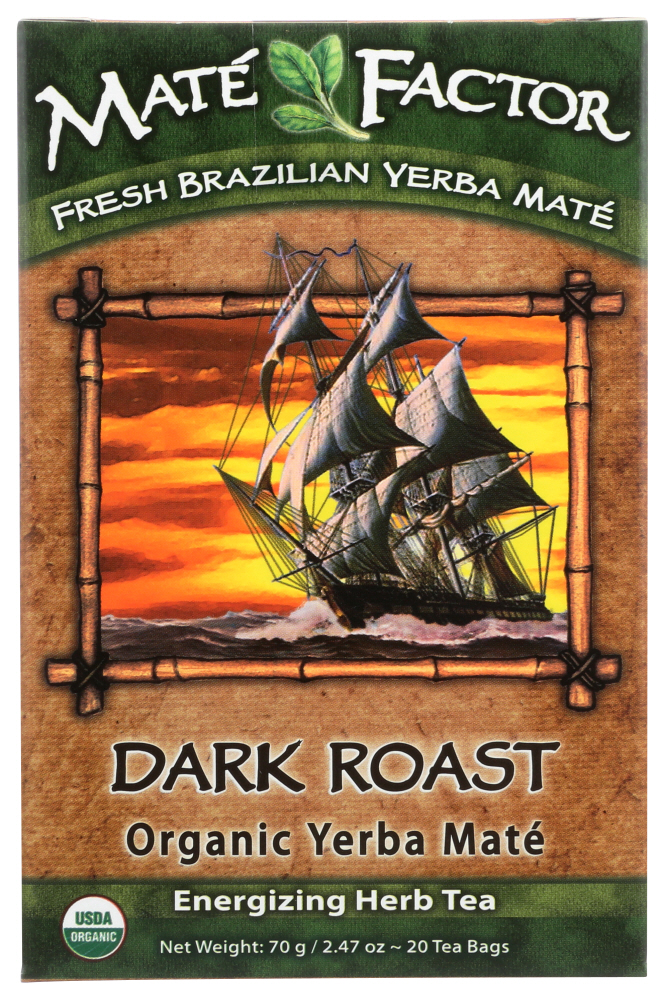 MATÉ FACTOR
FRESH BRAZILIAN YERBA MATÉ
DARK ROAST
Organic Yerba Maté
Energizing Herb Tea
USDA
ORGANIC
Net Weight: 70 g / 2.47 oz ~ 20 Tea Bags